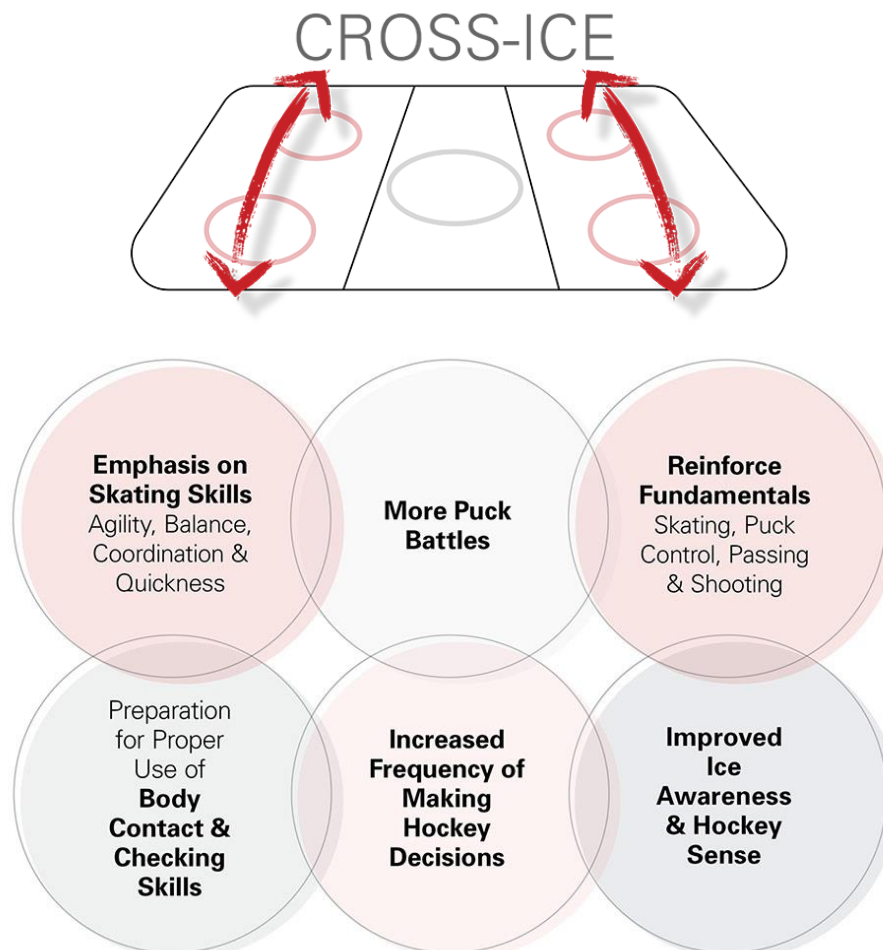 CROSS-ICE
Emphasis on
Skating Skills
Agility, Balance,
Coordination &
Quickness
More Puck
Battles
Reinforce
Fundamentals
Skating, Puck
Control, Passing
& Shooting
Preparation
for Proper
Use of
Body
Contact &
Checking
Skills
Increased
Frequency of
Making
Hockey
Decisions
Improved
Ice
Awareness
& Hockey
Sense